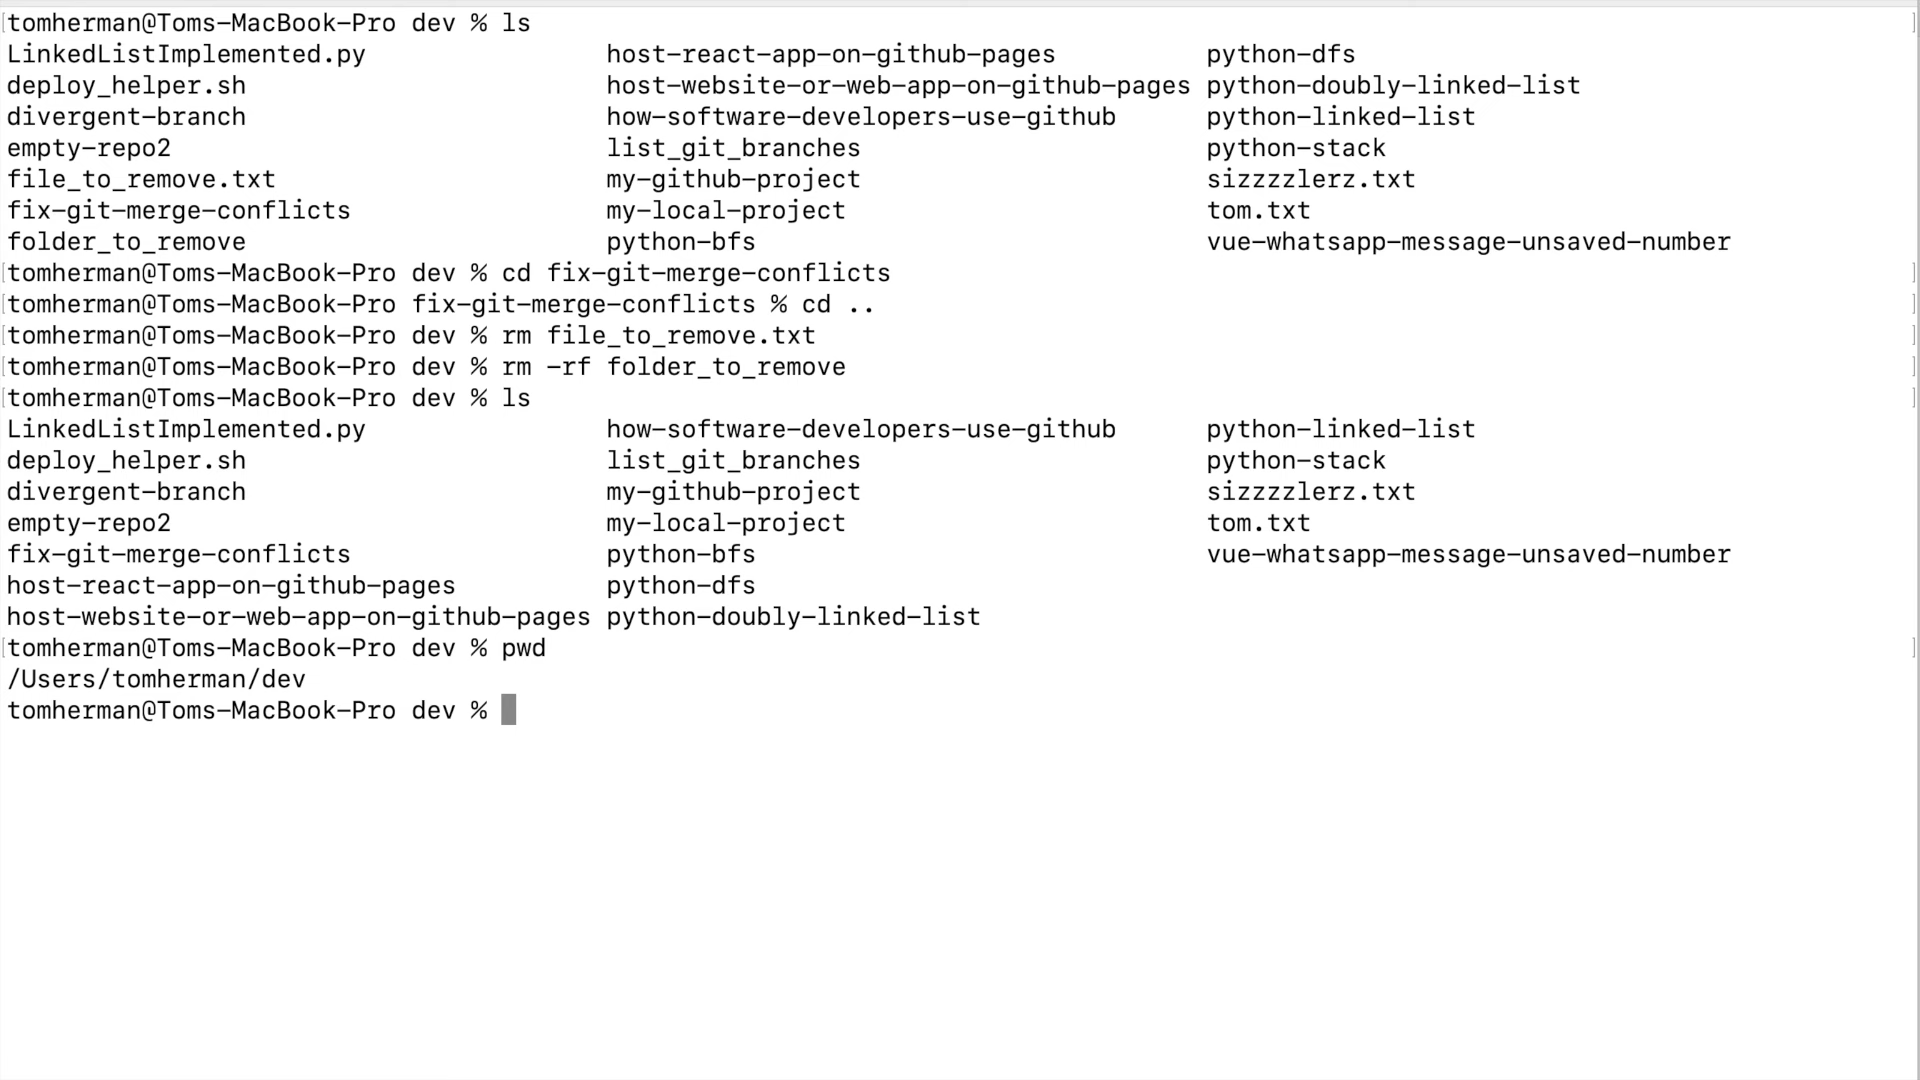 tomherman@Toms-MacBook-Pro dev % ls
LinkedListImplemented.py host-react-app-on-github-pages python-dfs
deploy_helper.sh host-website-or-web-app-on-github-pages python-doubly-linked-list
divergent-branch how-software-developers-use-github python-linked-list
empty-repo2 list_git_branches python-stack
file_to_remove.txt my-github-project sizzzzlerz.txt
fix-git-merge-conflicts my-local-project tom.txt
folder_to_remove python-bfs vue-whatsapp-message-unsaved-number
tomherman@Toms-MacBook-Pro dev % cd fix-git-merge-conflicts
tomherman@Toms-MacBook-Pro fix-git-merge-conflicts % cd ..
tomherman@Toms-MacBook-Pro dev % rm file_to_remove.txt
tomherman@Toms-MacBook-Pro dev % rm -rf folder_to_remove
tomherman@Toms-MacBook-Pro dev % ls
LinkedListImplemented.py how-software-developers-use-github python-linked-list
deploy_helper.sh list_git_branches python-stack
divergent-branch my-github-project sizzzzlerz.txt
empty-repo2 my-local-project tom.txt
fix-git-merge-conflicts python-bfs vue-whatsapp-message-unsaved-number
host-react-app-on-github-pages python-dfs
host-website-or-web-app-on-github-pages python-doubly-linked-list
tomherman@Toms-MacBook-Pro dev % pwd
/Users/tomherman/dev
tomherman@Toms-MacBook-Pro dev %